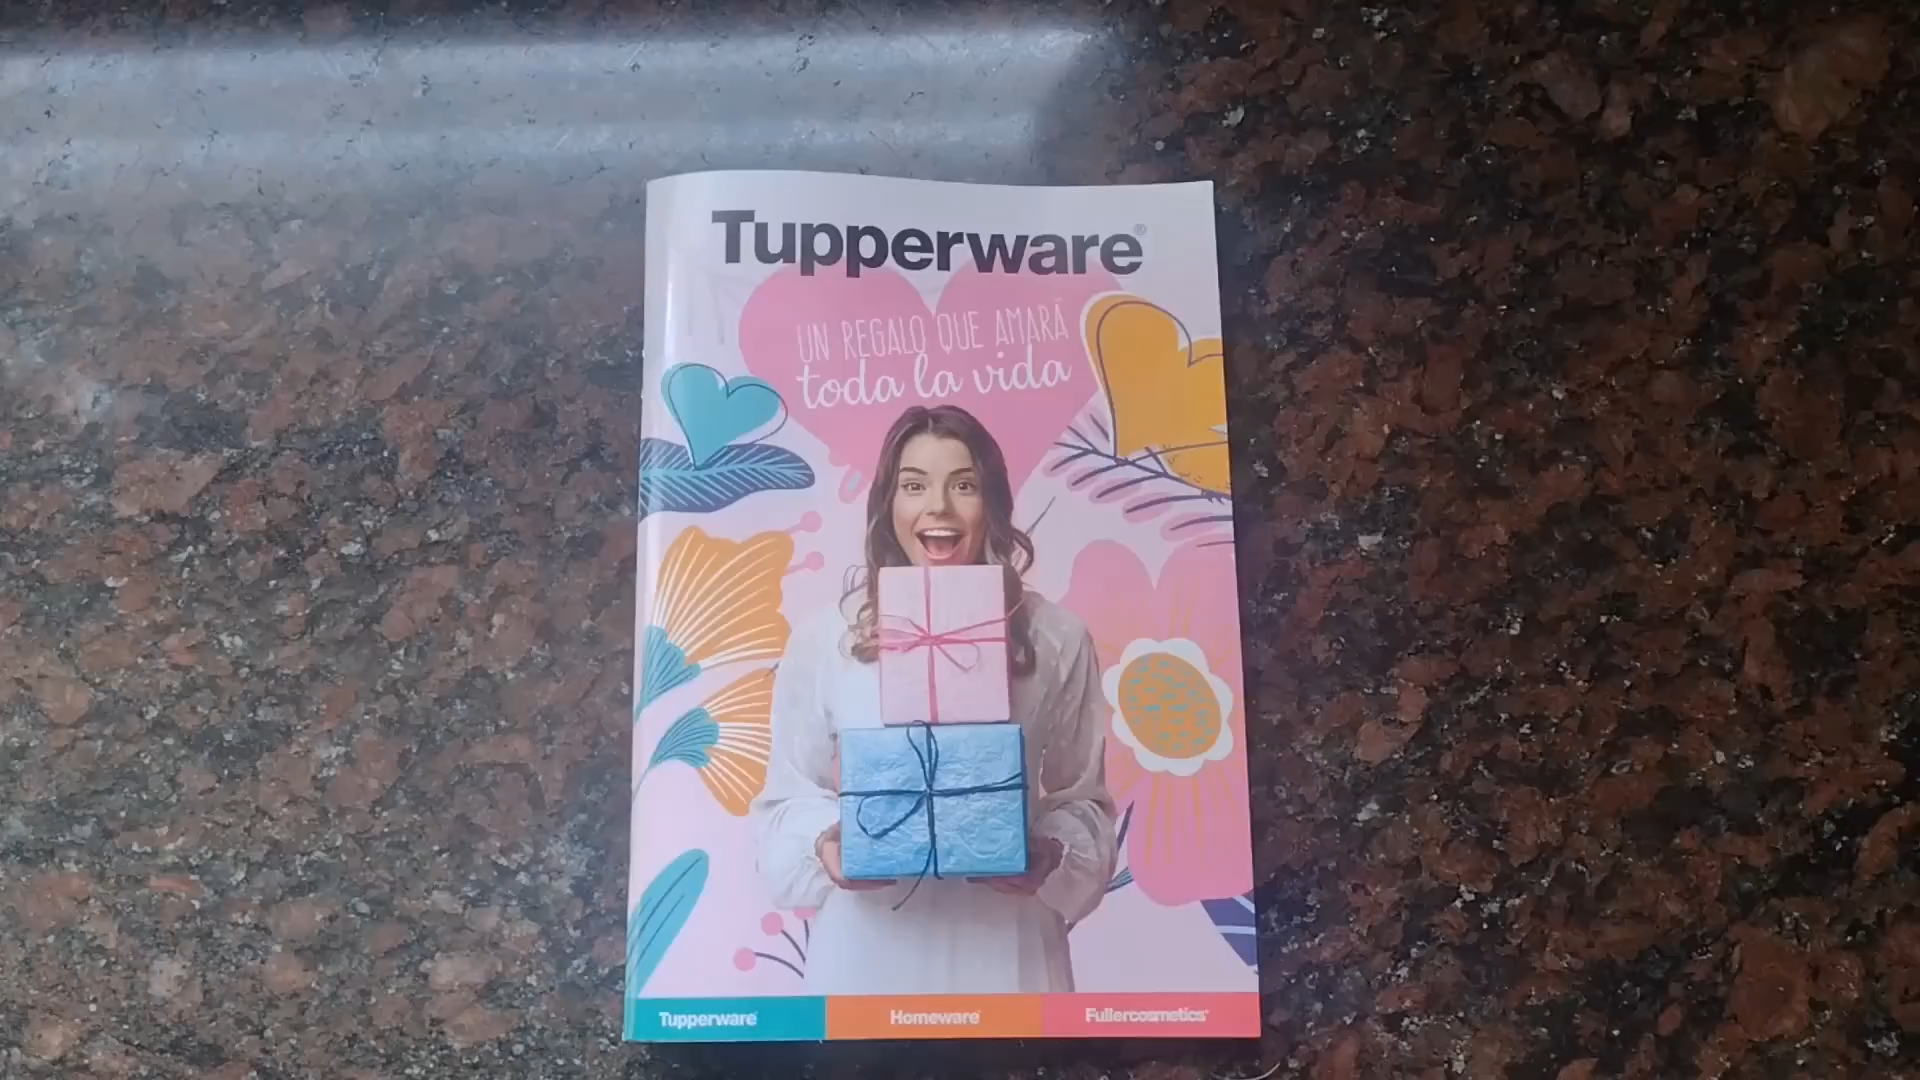 Tupperware®
UN REGALO QUE AMARÁ
toda la vida
Tupperware
Homeware
Fullercosmetics®